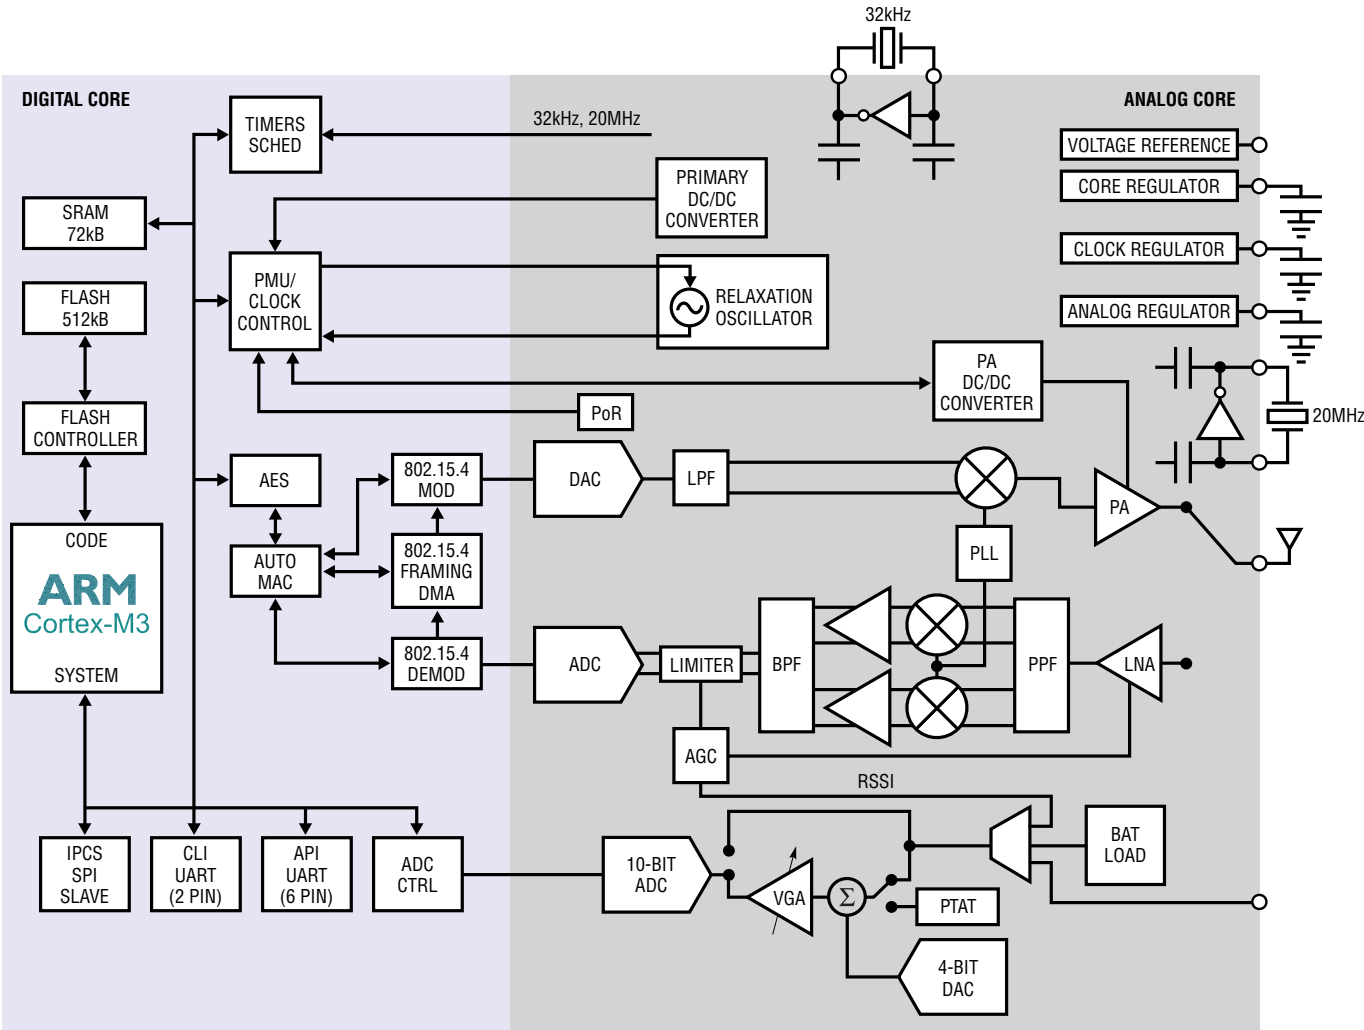 32kHz
DIGITAL CORE
ANALOG CORE
TIMERS
SCHED
32kHz, 20MHz
VOLTAGE REFERENCE
PRIMARY
DC/DC
CONVERTER
CORE REGULATOR
SRAM
72kB
CLOCK REGULATOR
PMU/
CLOCK
CONTROL
RELAXATION
OSCILLATOR
FLASH
512kB
ANALOG REGULATOR
PA
DC/DC
CONVERTER
PoR
20MHz
FLASH
CONTROLLER
AES
802.15.4
MOD
DAC
LPF
PA
CODE
ARM
Cortex-M3
SYSTEM
AUTO
MAC
802.15.4
FRAMING
DMA
PLL
802.15.4
DEMOD
ADC
LIMITER
BPF
PPF
LNA
AGC
RSSI
IPCS
SPI
SLAVE
CLI
UART
(2 PIN)
API
UART
(6 PIN)
ADC
CTRL
10-BIT
ADC
VGA
Σ
PTAT
BAT
LOAD
4-BIT
DAC